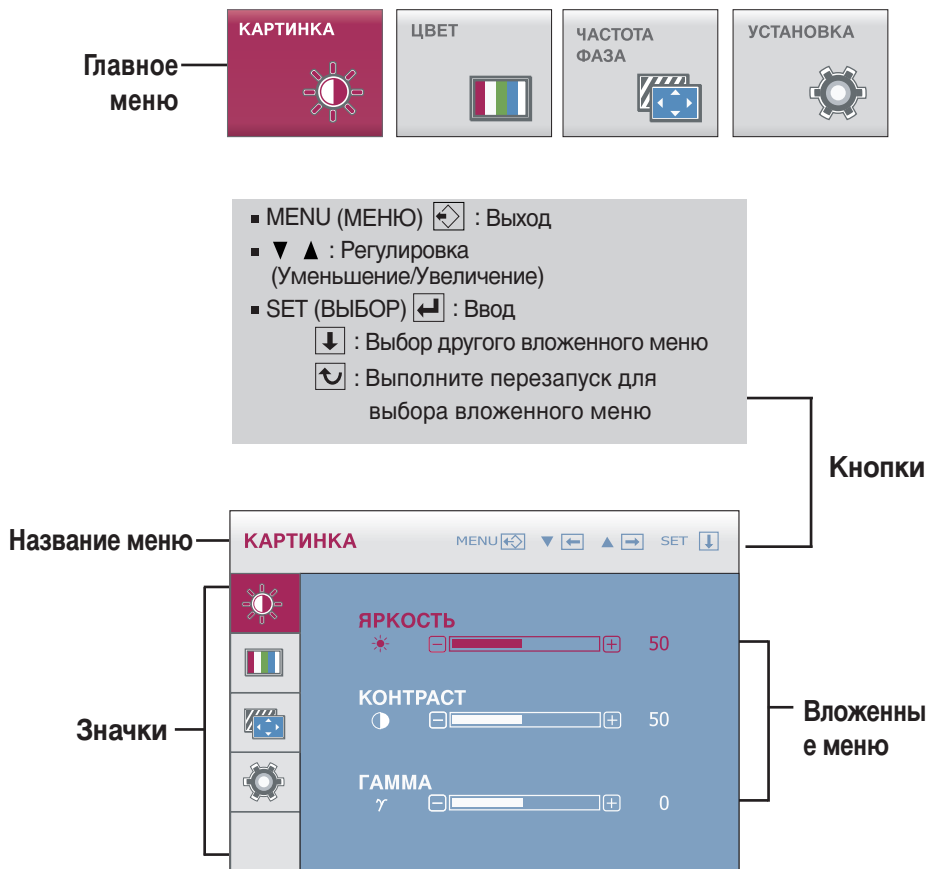 Главное
меню
КАРТИНКА
ЦВЕТ
ЧАСТОТА
ФАЗА
УСТАНОВКА
MENU (МЕНЮ) : Выход
▼ ▲ : Регулировка
(Уменьшение/Увеличение)
SET (ВЫБОР) : Ввод
: Выбор другого вложенного меню
: Выполните перезапуск для
выбора вложенного меню
Кнопки
Название меню
КАРТИНКА MENU ▼ ▲ SET
ЯРКОСТЬ
50
КОНТРАСТ
50
ГАММА
γ 0
Значки
Вложенны
е меню